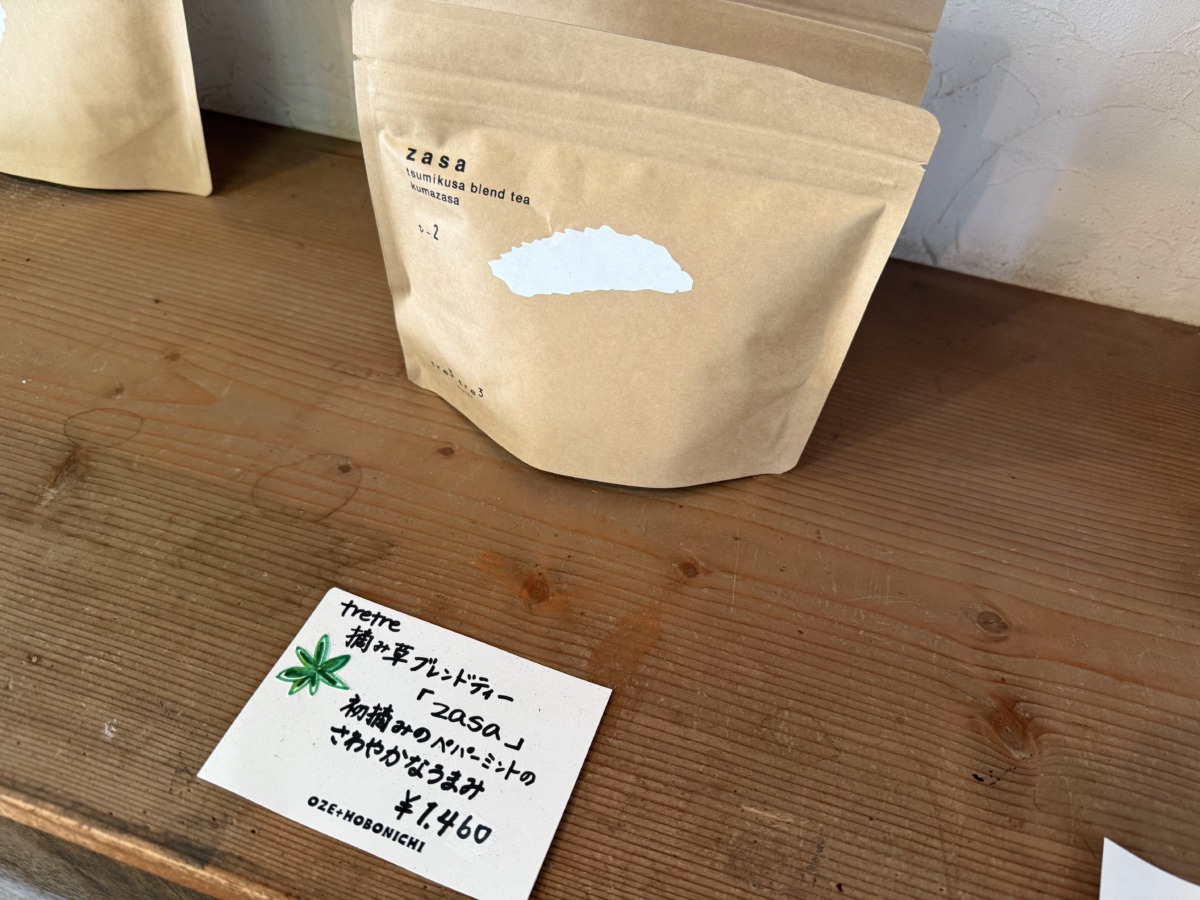 zasa
tsumikusa blend tea
kumazasa
tre3 tre3
tretre
摘み草ブレンドティー
「zasa」
初摘みのペパーミントの
さわやかなうまみ
¥1.460
OZE+HOBONICHI